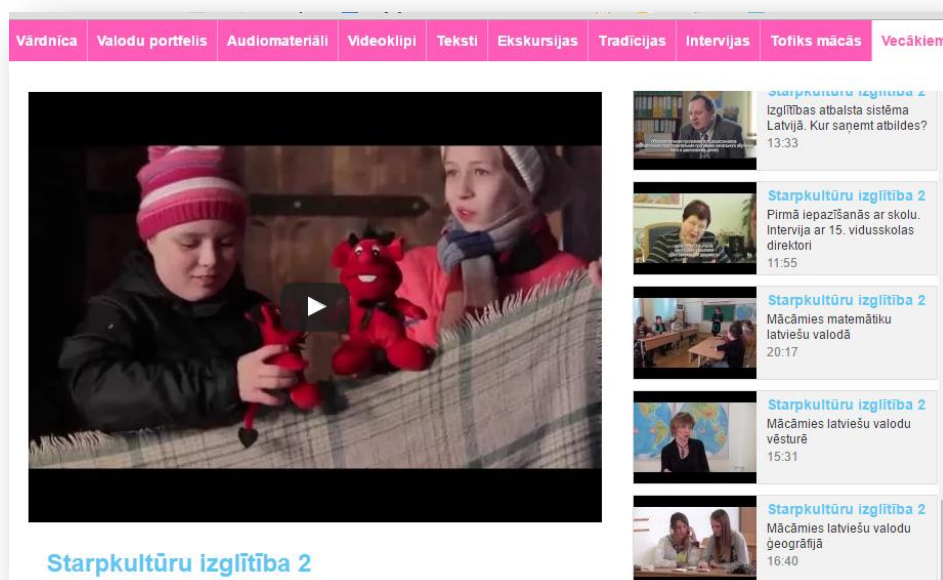 Vārdnīca Valodu portfelis Audiomateriāli Videoklipi Teksti Ekskursijas Tradīcijas Intervijas Tofiks mācās Vecākiem
Starpkultūru izglītība 2
Starpkultūru izglītība 2
Izglītības atbalsta sistēma
Latvijā. Kur saņemt atbildes?
13:33
Starpkultūru izglītība 2
Pirmā iepazīšanās ar skolu.
Intervija ar 15. vidusskolas
direktori
11:55
Starpkultūru izglītība 2
Mācāmies matemātiku
latviešu valodā
20:17
Starpkultūru izglītība 2
Mācāmies latviešu valodu
vēsturē
15:31
Starpkultūru izglītība 2
Mācāmies latviešu valodu
ģeogrāfijā
16:40